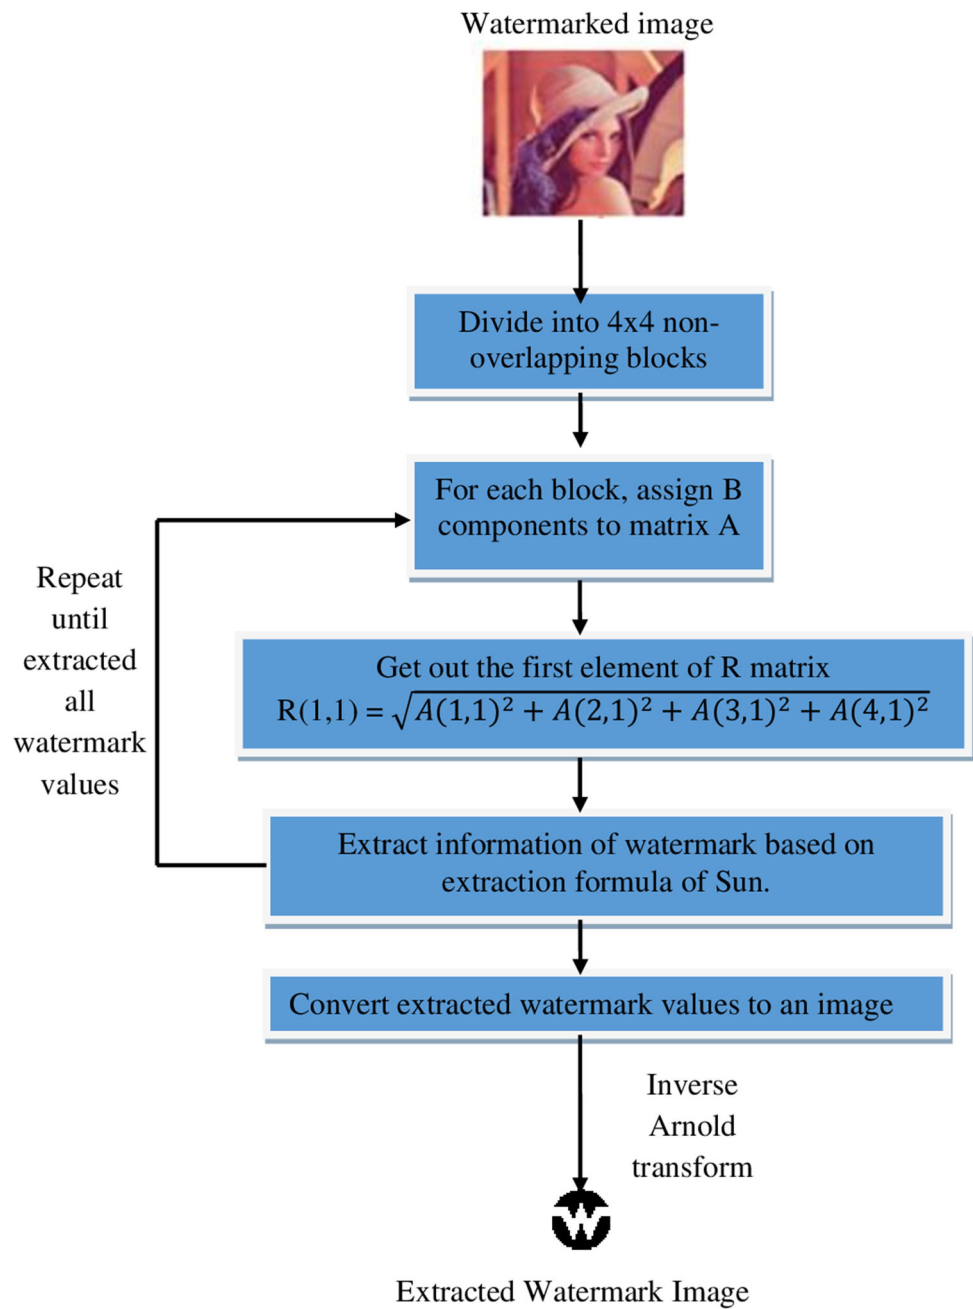 Watermarked image
Divide into 4x4 non-
overlapping blocks
For each block, assign B
components to matrix A
Repeat
until
extracted
all
watermark
values
Get out the first element of R matrix
R(1,1) = √A(1,1)² + A(2,1)² + A(3,1)² + A(4,1)²
Extract information of watermark based on
extraction formula of Sun.
Convert extracted watermark values to an image
Inverse
Arnold
transform
W
Extracted Watermark Image